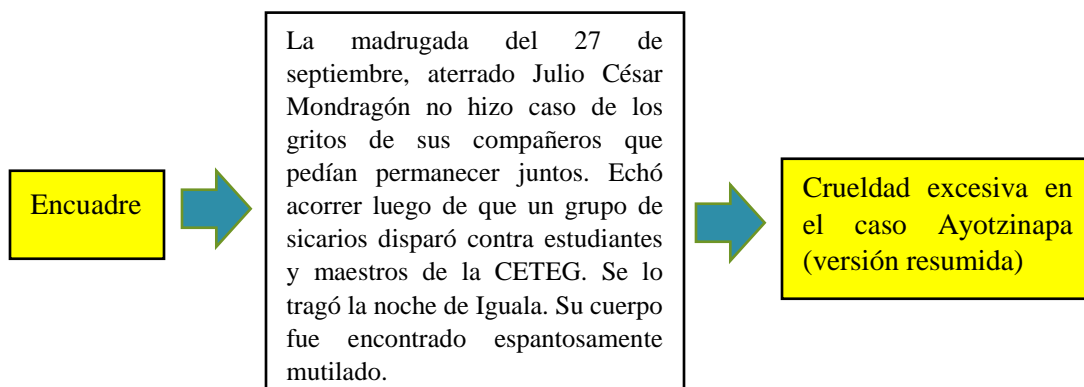 Encuadre
La madrugada del 27 de
septiembre, aterrado Julio César
Mondragón no hizo caso de los
gritos de sus compañeros que
pedían permanecer juntos. Echó
acorrer luego de que un grupo de
sicarios disparó contra estudiantes
y maestros de la CETEG. Se lo
tragó la noche de Iguala. Su cuerpo
fue encontrado espantosamente
mutilado.
Crueldad excesiva en
el caso Ayotzinapa
(versión resumida)